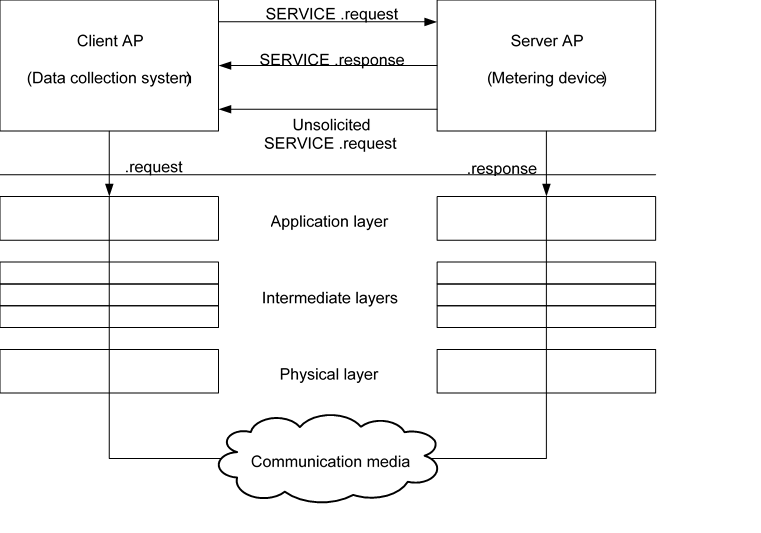 SERVICE .request
Client AP
Server AP
SERVICE .response
(Data collection system)
(Metering device)
Unsolicited
SERVICE .request
.request
.response
Application layer
Intermediate layers
Physical layer
Communication media